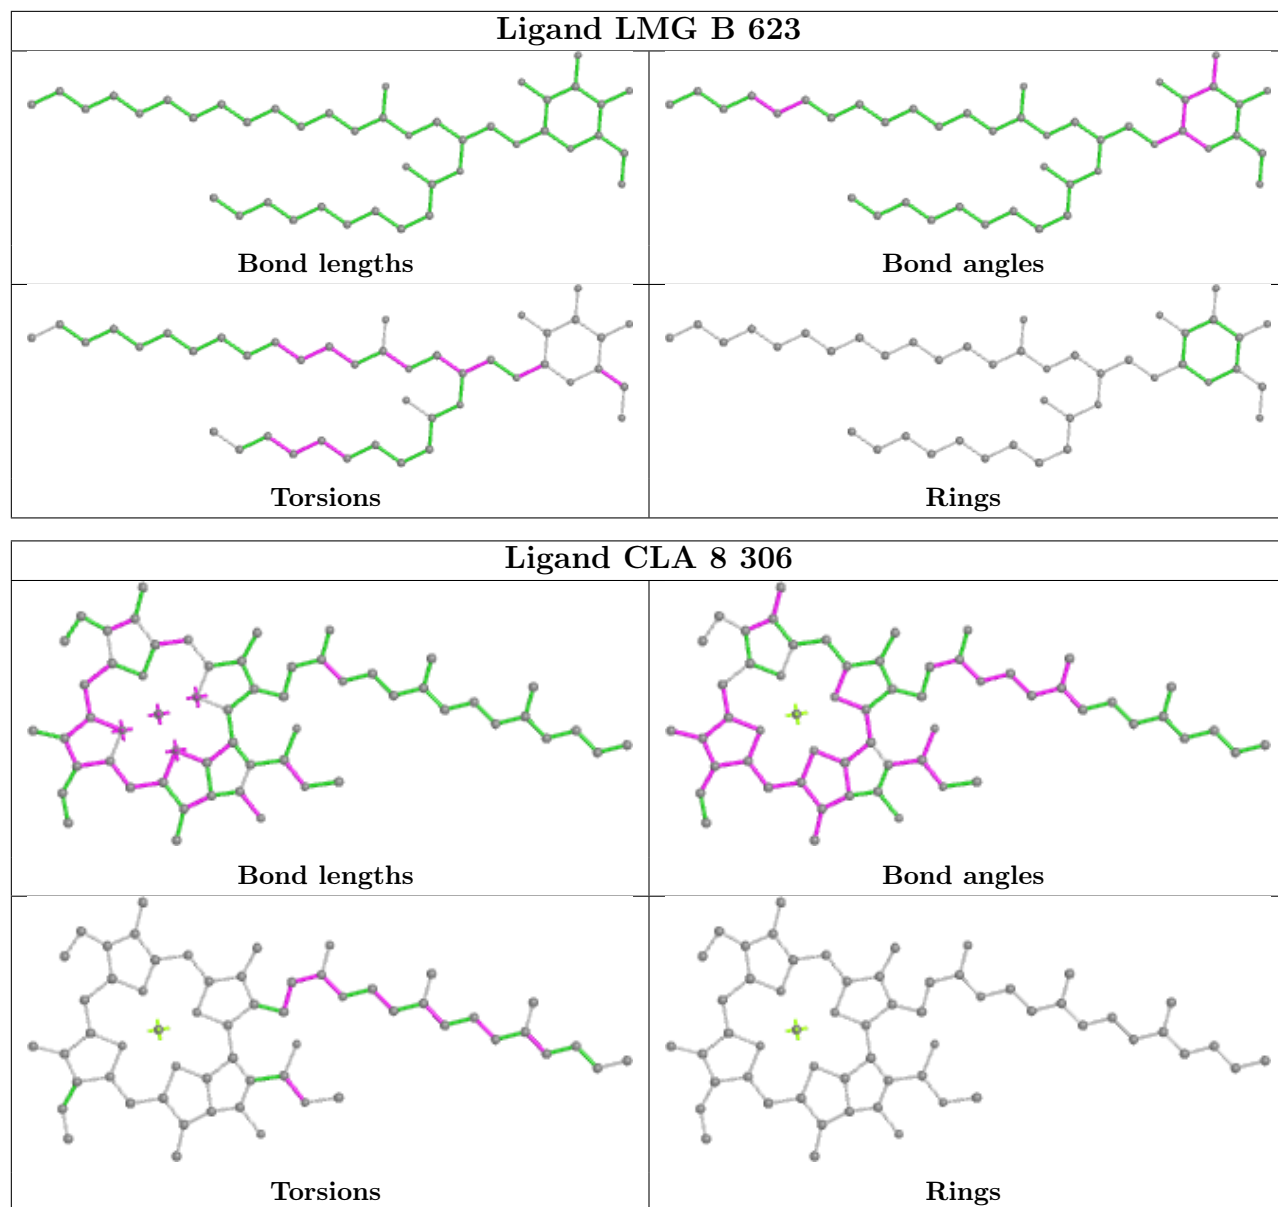 Ligand LMG B 623
Bond lengths
Bond angles
Torsions
Rings
Ligand CLA 8 306
Bond lengths
Bond angles
Torsions
Rings